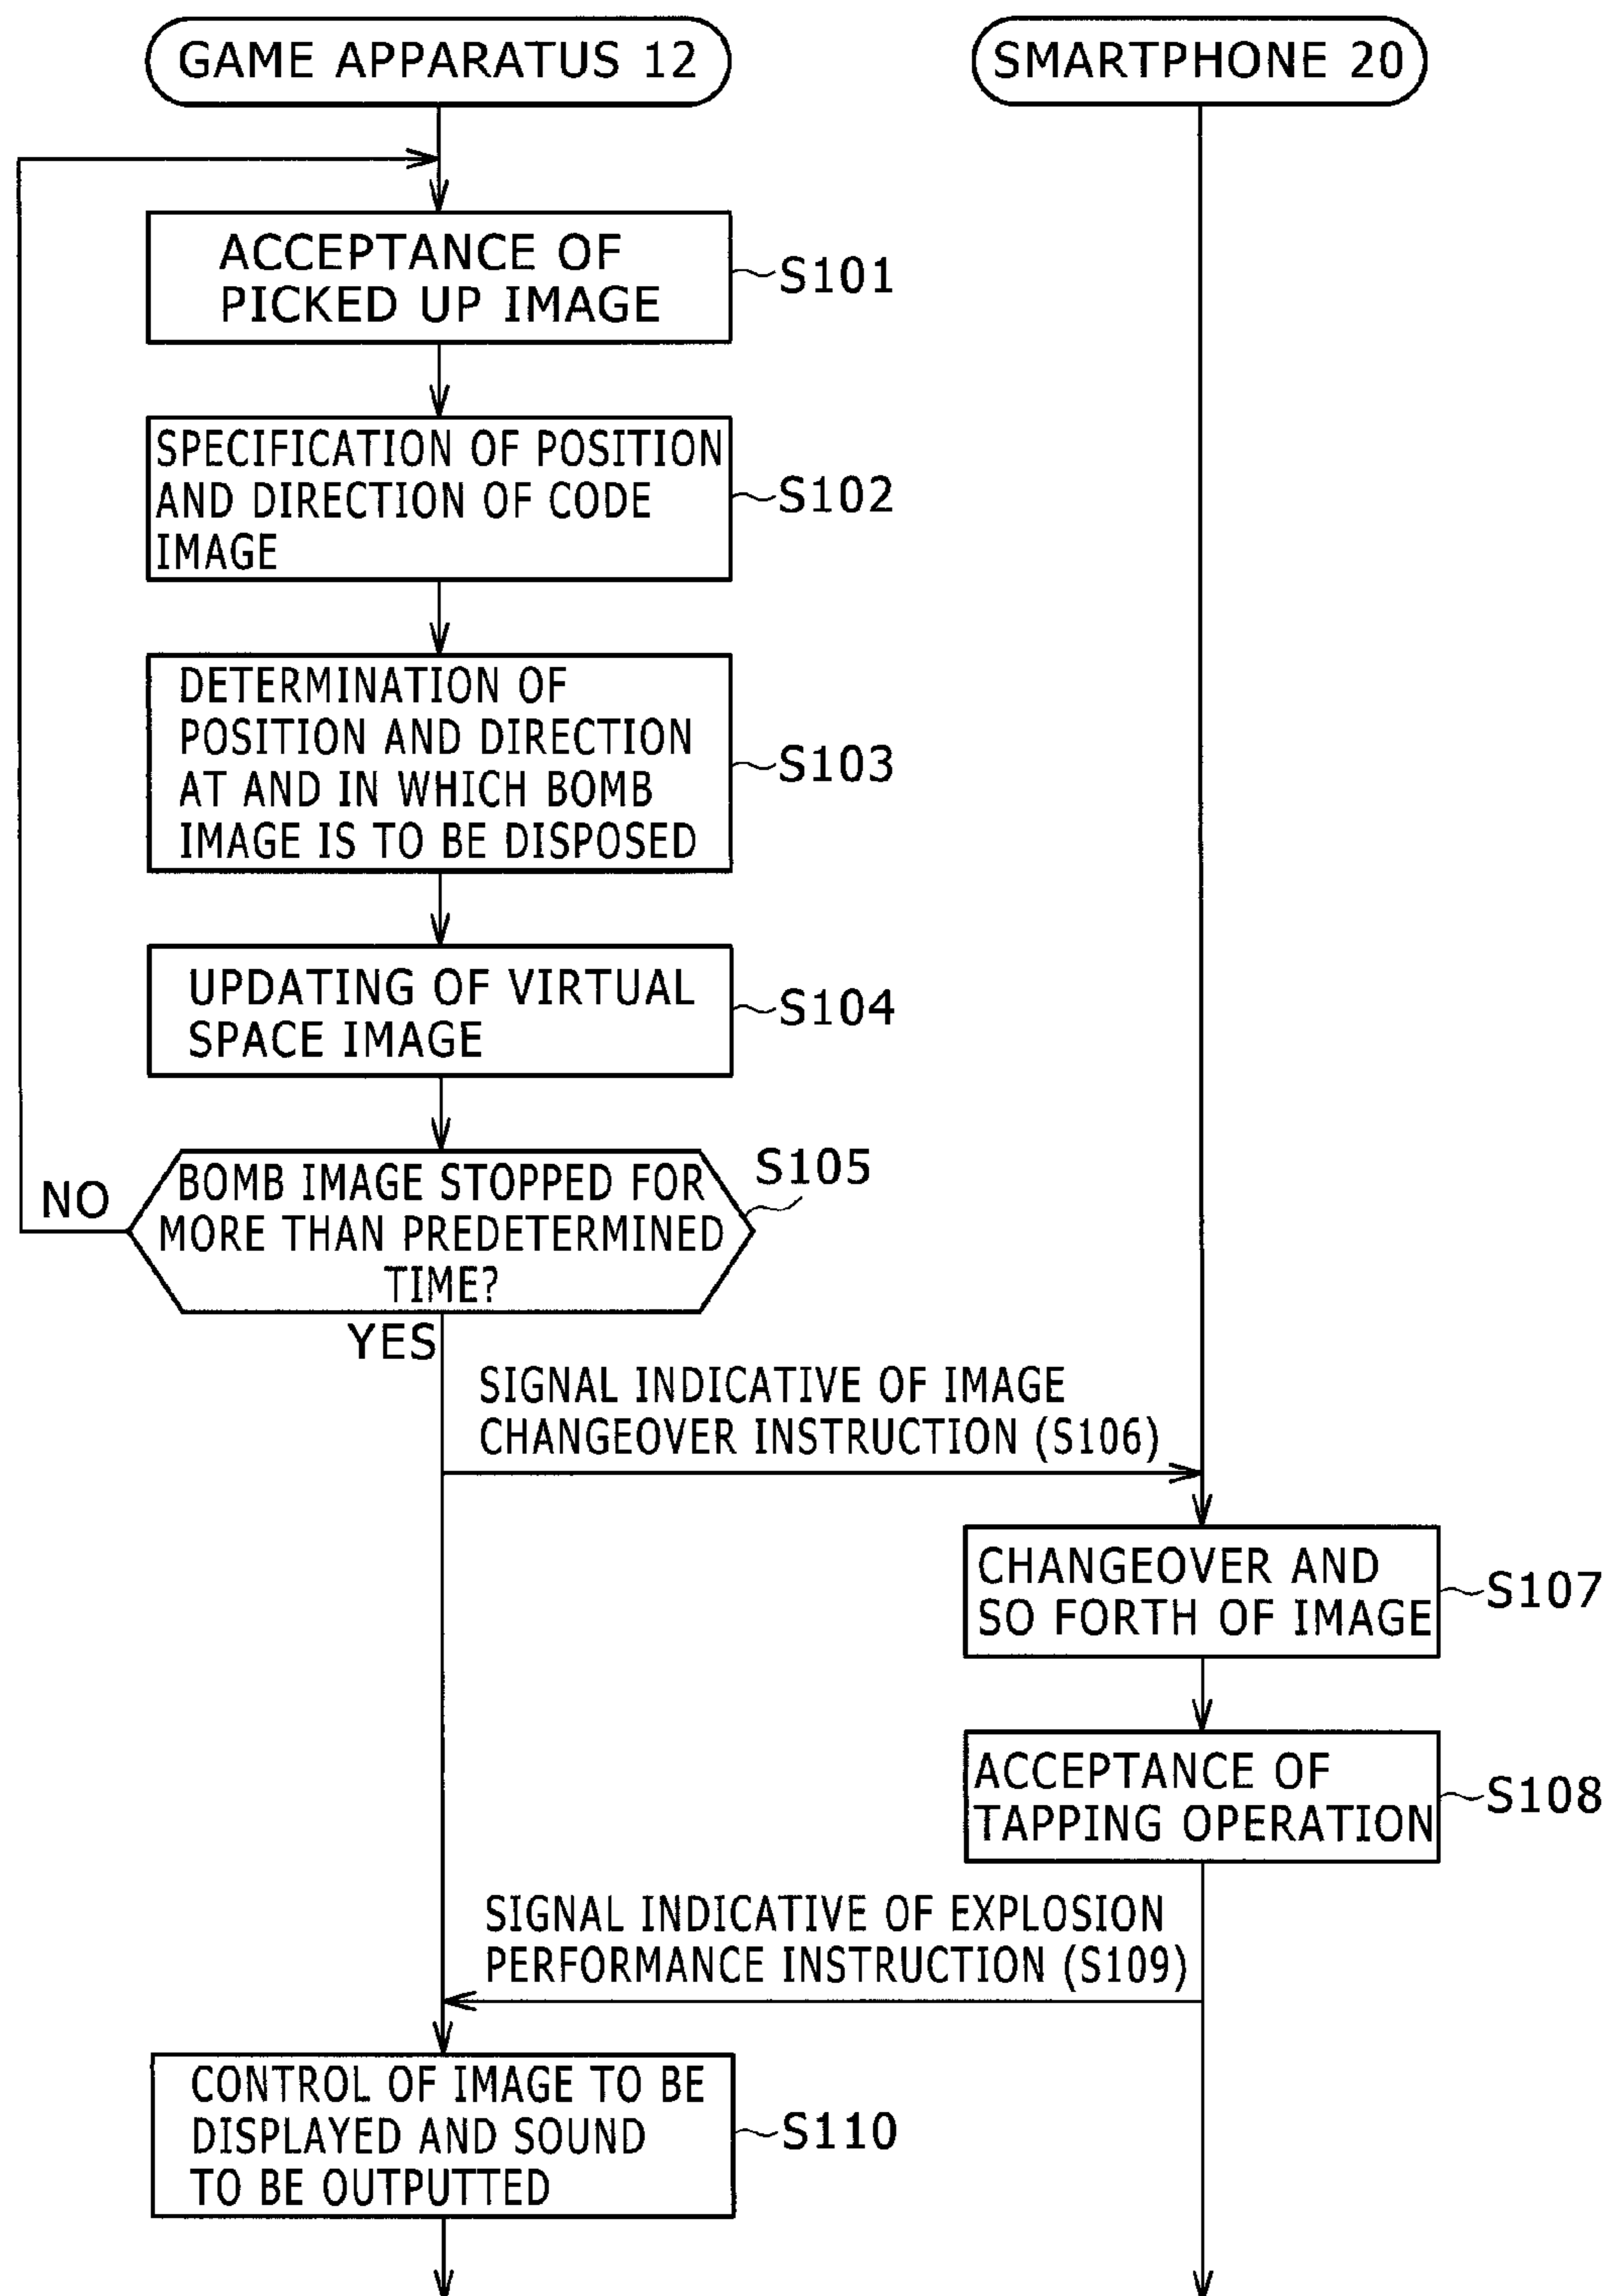 GAME APPARATUS 12
SMARTPHONE 20
ACCEPTANCE OF
PICKED UP IMAGE
S101
SPECIFICATION OF POSITION
AND DIRECTION OF CODE
IMAGE
S102
DETERMINATION OF
POSITION AND DIRECTION
AT AND IN WHICH BOMB
IMAGE IS TO BE DISPOSED
S103
UPDATING OF VIRTUAL
SPACE IMAGE
S104
BOMB IMAGE STOPPED FOR
MORE THAN PREDETERMINED
TIME?
S105
NO
YES
SIGNAL INDICATIVE OF IMAGE
CHANGEOVER INSTRUCTION (S106)
CHANGEOVER AND
SO FORTH OF IMAGE
S107
ACCEPTANCE OF
TAPPING OPERATION
S108
SIGNAL INDICATIVE OF EXPLOSION
PERFORMANCE INSTRUCTION (S109)
CONTROL OF IMAGE TO BE
DISPLAYED AND SOUND
TO BE OUTPUTTED
S110